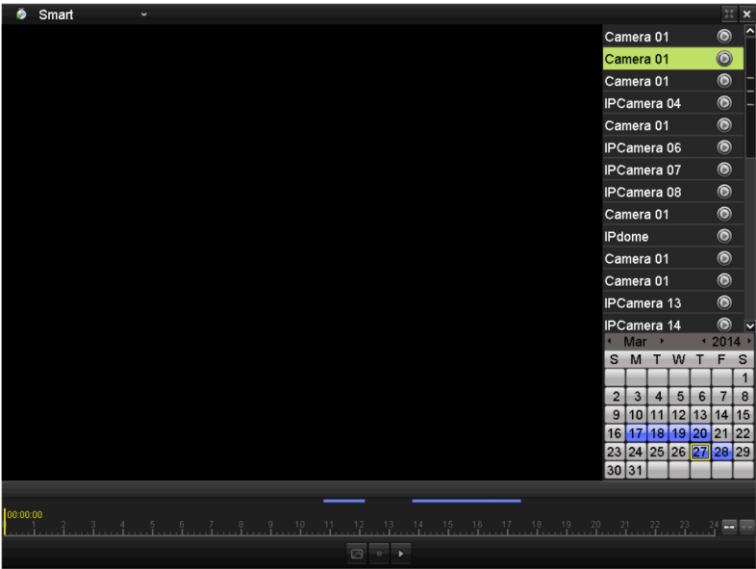 Smart
Camera 01
Camera 01
Camera 01
IPCamera 04
Camera 01
IPCamera 06
IPCamera 07
IPCamera 08
Camera 01
IPdome
Camera 01
Camera 01
IPCamera 13
IPCamera 14
Mar 2014
S M T W T F S
1
2 3 4 5 6 7 8
9 10 11 12 13 14 15
16 17 18 19 20 21 22
23 24 25 26 27 28 29
30 31
00:00:00
1 2 3 4 5 6 7 8 9 10 11 12 13 14 15 16 17 18 19 20 21 22 23 24